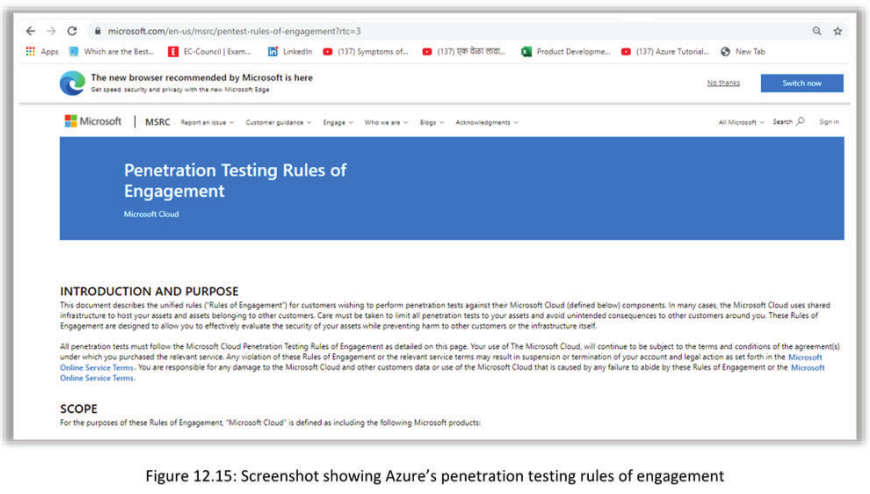 microsoft.com/en-us/msrc/pentest-rules-of-engagement?rtc=3
Apps Which are the Best... EC-Council | Exam... LinkedIn (137) Symptoms of... (137) एक वेळा Product Developme... (137) Azure Tutorial... New Tab
The new browser recommended by Microsoft is here
Get speed, security and privacy with the new Microsoft Edge
No thanks Switch now
Microsoft MSRC Report an issue Customer guidance Engage Who we are Blogs Acknowledgments All Microsoft Search Sign in
Penetration Testing Rules of
Engagement
Microsoft Cloud
INTRODUCTION AND PURPOSE
This document describes the unified rules ("Rules of Engagement") for customers wishing to perform penetration tests against their Microsoft Cloud (defined below) components. In many cases, the Microsoft Cloud uses shared
infrastructure to host your assets and assets belonging to other customers. Care must be taken to limit all penetration tests to your assets and avoid unintended consequences to other customers around you. These Rules of
Engagement are designed to allow you to effectively evaluate the security of your assets while preventing harm to other customers or the infrastructure itself.
All penetration tests must follow the Microsoft Cloud Penetration Testing Rules of Engagement as detailed on this page. Your use of The Microsoft Cloud, will continue to be subject to the terms and conditions of the agreement(s)
under which you purchased the relevant service. Any violation of these Rules of Engagement or the relevant service terms may result in suspension or termination of your account and legal action as set forth in the Microsoft
Online Service Terms. You are responsible for any damage to the Microsoft Cloud and other customers data or use of the Microsoft Cloud that is caused by any failure to abide by these Rules of Engagement or the Microsoft
Online Service Terms.
SCOPE
For the purposes of these Rules of Engagement, "Microsoft Cloud" is defined as including the following Microsoft products:
Figure 12.15: Screenshot showing Azure's penetration testing rules of engagement